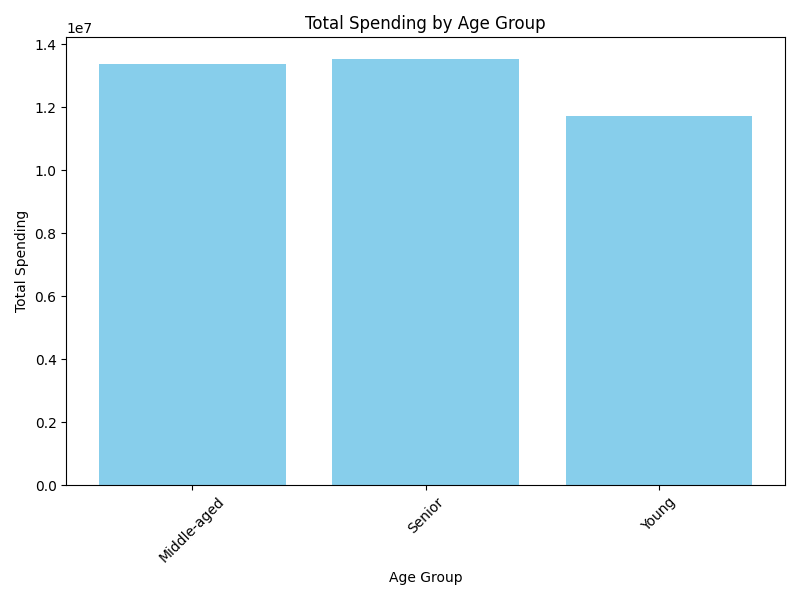 Total Spending by Age Group
1e7
1.4
1.2
1.0
0.8
0.6
0.4
0.2
0.0
Total Spending
Middle-aged
Senior
Young
Age Group